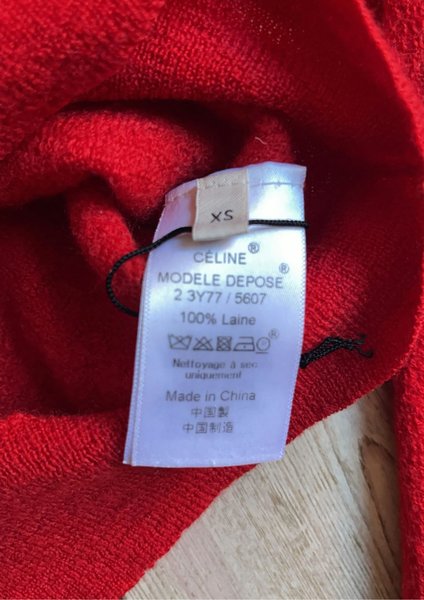 XS
CÉLINE®
MODELE DEPOSE®
2 3Y77 / 5607
100% Laine
Nettoyage à sec
uniquement
Made in China
中国製
中国制造